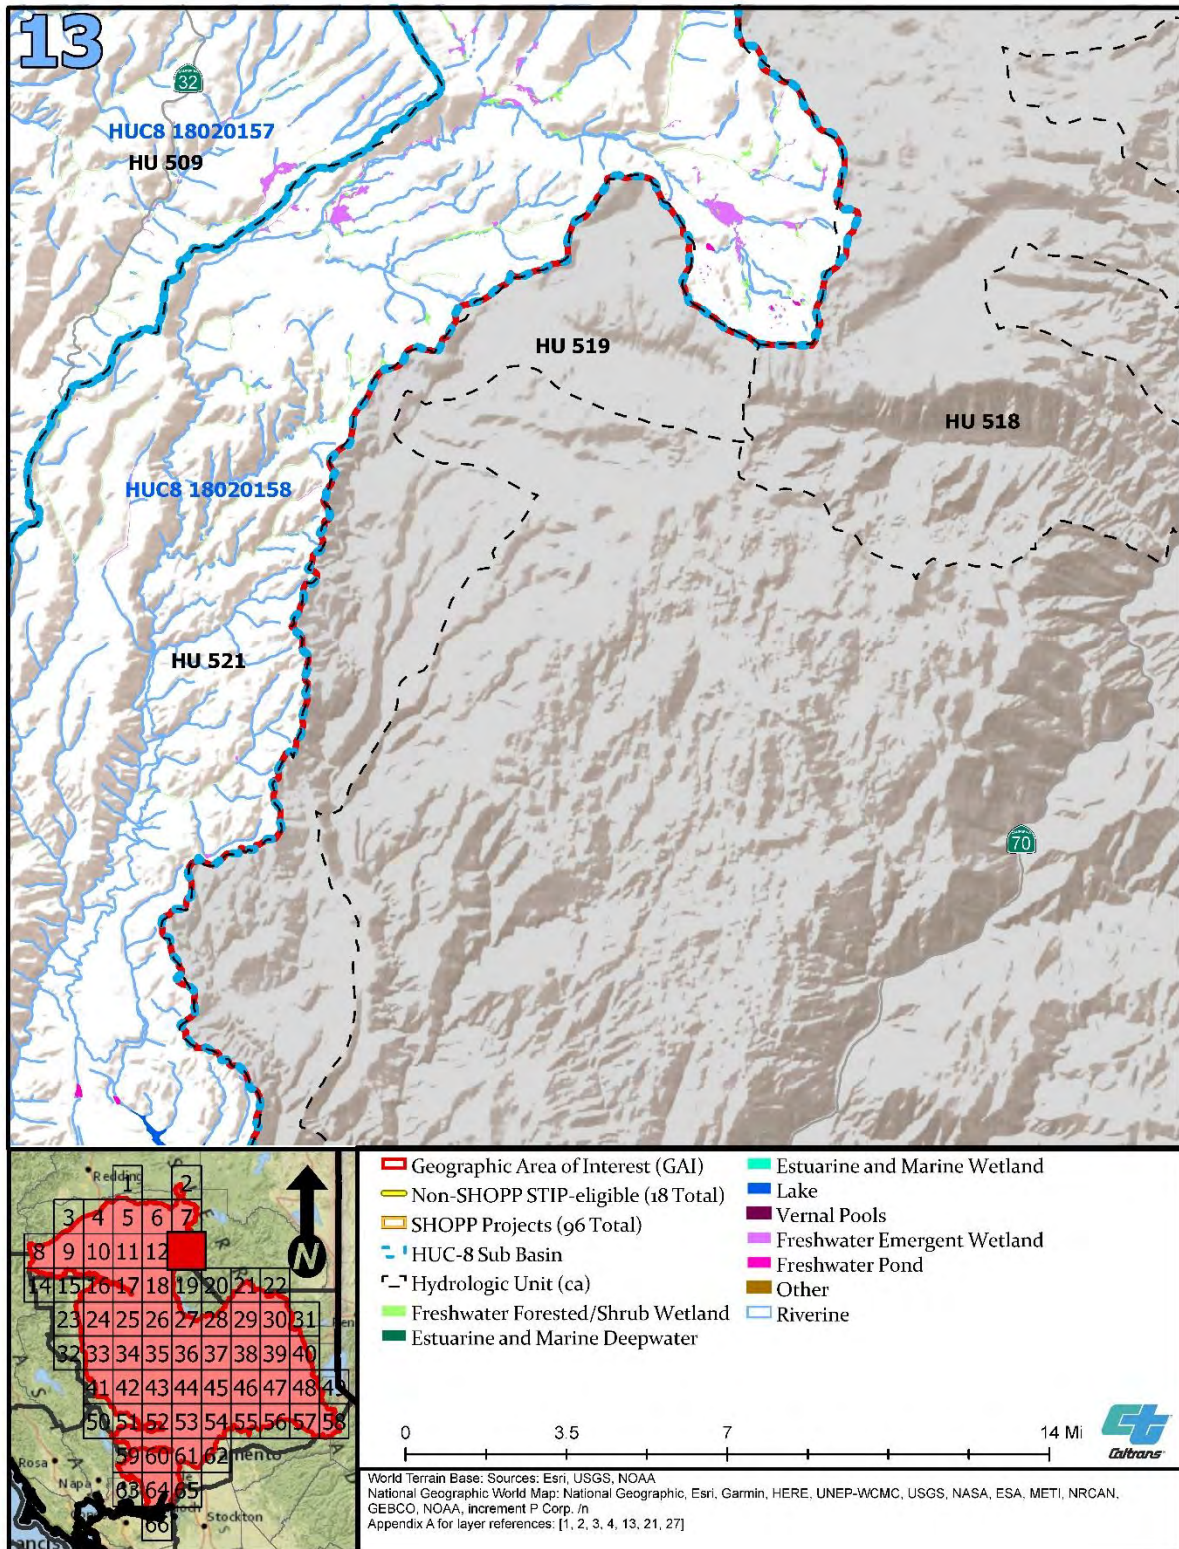 13
CALIFORNIA
32
HUC8 18020157
HU 509
HU 519
HU 518
HUC8 18020158
HU 521
CALIFORNIA
70
Geographic Area of Interest (GAI)
Non-SHOPP STIP-eligible (18 Total)
SHOPP Projects (96 Total)
HUC-8 Sub Basin
Hydrologic Unit (ca)
Freshwater Forested/Shrub Wetland
Estuarine and Marine Deepwater
Estuarine and Marine Wetland
Lake
Vernal Pools
Freshwater Emergent Wetland
Freshwater Pond
Other
Riverine
0 3.5 7 14 Mi
Caltrans
World Terrain Base: Sources: Esri, USGS, NOAA
National Geographic World Map: National Geographic, Esri, Garmin, HERE, UNEP-WCMC, USGS, NASA, ESA, METI, NRCAN,
GEBCO, NOAA, increment P Corp. /n
Appendix A for layer references: [1, 2, 3, 4, 13, 21, 27]
N
Redding
1 2
3 4 5 6 7
8 9 10 11 12
14 15 16 17 18 19 20 21 22
23 24 25 26 27 28 29 30 31
32 33 34 35 36 37 38 39 40
41 42 43 44 45 46 47 48 49
50 51 52 53 54 55 56 57 58
59 60 61 62
Rosa
Napa
63 64 65
66
Stockton